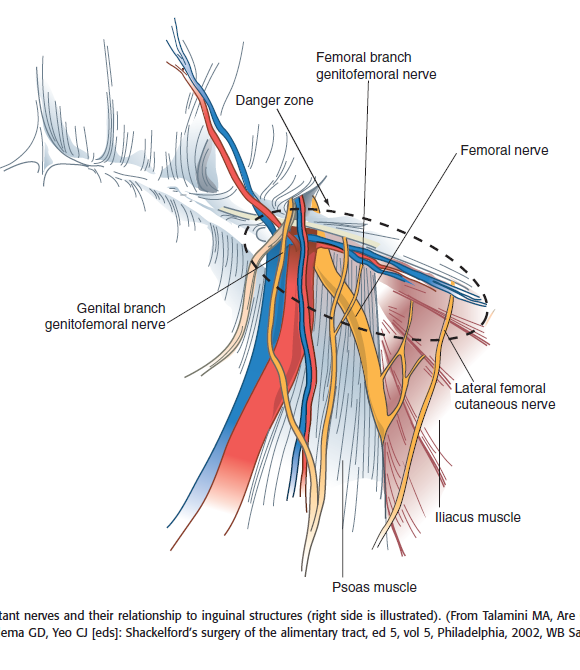 Femoral branch
genitofemoral nerve
Danger zone
Femoral nerve
Genital branch
genitofemoral nerve
Lateral femoral
cutaneous nerve
Iliacus muscle
Psoas muscle
tant nerves and their relationship to inguinal structures (right side is illustrated). (From Talamini MA, Are
ema GD, Yeo CJ [eds]: Shackelford's surgery of the alimentary tract, ed 5, vol 5, Philadelphia, 2002, WB Sa